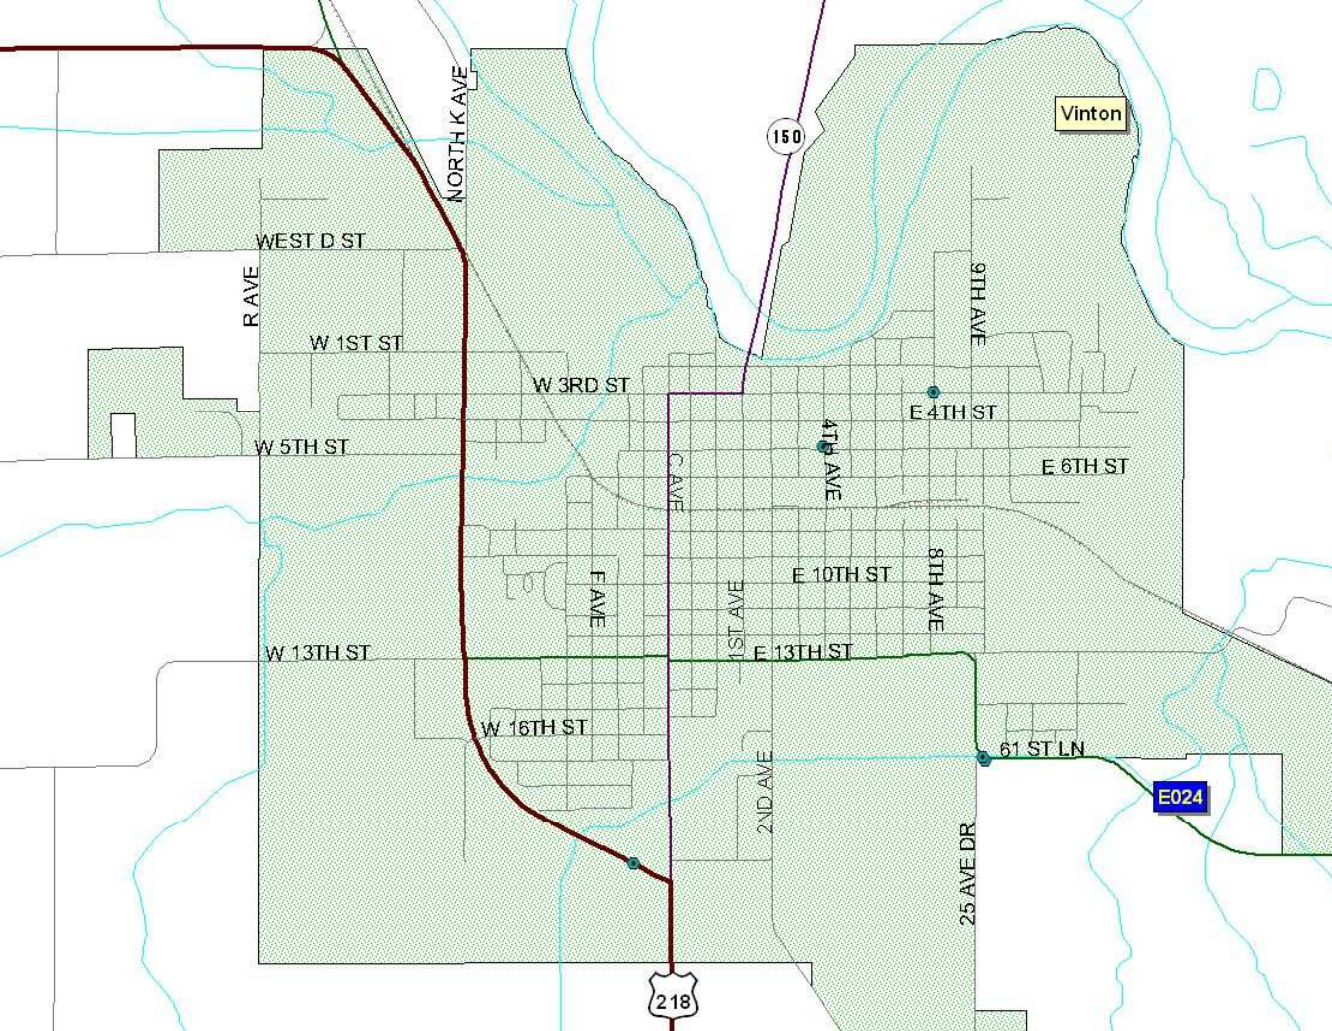 NORTH K AVE
Vinton
150
WEST D ST
R AVE
9TH AVE
W 1ST ST
W 3RD ST
E 4TH ST
4TH AVE
W 5TH ST
C AVE
E 6TH ST
E 10TH ST
F AVE
1ST AVE
8TH AVE
W 13TH ST
E 13TH ST
W 16TH ST
61 ST LN
2ND AVE
E024
25 AVE DR
218